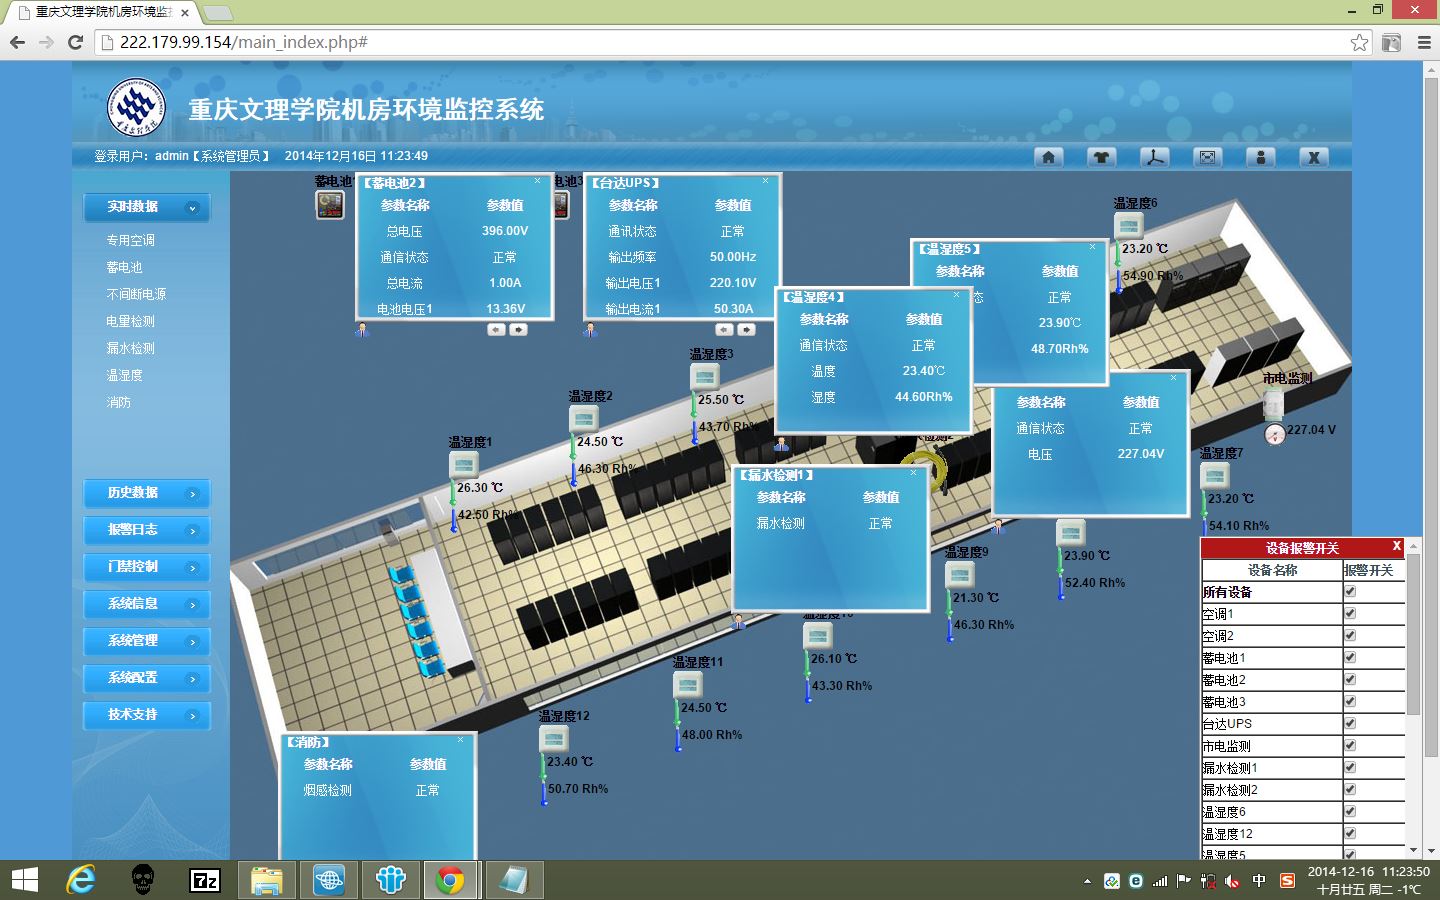 重庆文理学院机房环境监控
222.179.99.154/main_index.php#
重庆文理学院机房环境监控系统
登录用户：admin【系统管理员】 2014年12月16日 11:23:49
实时数据
专用空调
蓄电池
不间断电源
电量检测
漏水检测
温湿度
消防
历史数据
报警日志
门禁控制
系统信息
系统管理
系统配置
技术支持
蓄电池
【蓄电池2】
参数名称 参数值
总电压 396.00V
通信状态 正常
总电流 1.00A
电池电压1 13.36V
电池3
【台达UPS】
参数名称 参数值
通讯状态 正常
输出频率 50.00Hz
输出电压1 220.10V
输出电流1 50.30A
【温湿度5】
参数名称 参数值
态 正常
23.90℃
48.70Rh%
【温湿度4】
参数名称 参数值
通信状态 正常
温度 23.40℃
湿度 44.60Rh%
参数名称 参数值
通信状态 正常
电压 227.04V
【漏水检测1】
参数名称 参数值
漏水检测 正常
【消防】
参数名称 参数值
烟感检测 正常
温湿度6
23.20 ℃
54.90 Rh%
温湿度3
25.50 ℃
43.70 Rh%
温湿度2
24.50 ℃
46.30 Rh%
温湿度1
26.30 ℃
42.50 Rh%
市电监测
227.04 V
温湿度7
23.20 ℃
54.10 Rh%
23.90 ℃
52.40 Rh%
温湿度9
21.30 ℃
46.30 Rh%
温湿度10
26.10 ℃
43.30 Rh%
温湿度11
24.50 ℃
48.00 Rh%
温湿度12
23.40 ℃
50.70 Rh%
设备报警开关 X
设备名称 报警开关
所有设备
空调1
空调2
蓄电池1
蓄电池2
蓄电池3
台达UPS
市电监测
漏水检测1
漏水检测2
温湿度6
温湿度12
温湿度5
7z
中
2014-12-16 11:23:50
十月廿五 周二 -1℃